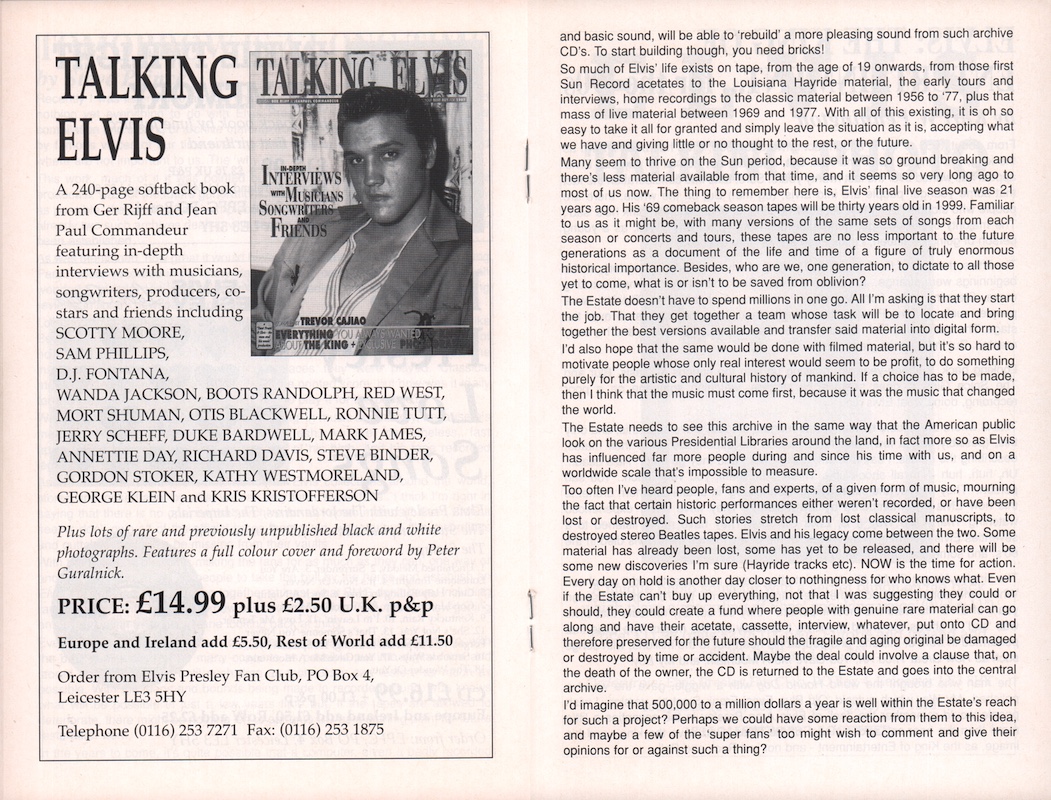 TALKING
ELVIS
A 240-page softback book
from Ger Rijff and Jean
Paul Commandeur
featuring in-depth
interviews with musicians,
songwriters, producers, co-
stars and friends including
SCOTTY MOORE,
SAM PHILLIPS,
D.J. FONTANA,
WANDA JACKSON, BOOTS RANDOLPH, RED WEST,
MORT SHUMAN, OTIS BLACKWELL, RONNIE TUTT,
JERRY SCHEFF, DUKE BARDWELL, MARK JAMES,
ANNETTIE DAY, RICHARD DAVIS, STEVE BINDER,
GORDON STOKER, KATHY WESTMORELAND,
GEORGE KLEIN and KRIS KRISTOFFERSON
TALKING ELVIS
IN-DEPTH
INTERVIEWS
WITH MUSICIANS
SONGWRITERS
AND
FRIENDS
TREVOR CAJIAO
EVERYTHING YOU ALWAYS WANTED
ABOUT THE KING +
Plus lots of rare and previously unpublished black and white
photographs. Features a full colour cover and foreword by Peter
Guralnick.
PRICE: £14.99 plus £2.50 U.K. p&p
Europe and Ireland add £5.50, Rest of World add £11.50
Order from Elvis Presley Fan Club, PO Box 4,
Leicester LE3 5HY
Telephone (0116) 253 7271 Fax: (0116) 253 1875
and basic sound, will be able to ‘rebuild’ a more pleasing sound from such archive
CD’s. To start building though, you need bricks!
So much of Elvis’ life exists on tape, from the age of 19 onwards, from those first
Sun Record acetates to the Louisiana Hayride material, the early tours and
interviews, home recordings to the classic material between 1956 to ‘77, plus that
mass of live material between 1969 and 1977. With all of this existing, it is oh so
easy to take it all for granted and simply leave the situation as it is, accepting what
we have and giving little or no thought to the rest, or the future.
Many seem to thrive on the Sun period, because it was so ground breaking and
there’s less material available from that time, and it seems so very long ago to
most of us now. The thing to remember here is, Elvis’ final live season was 21
years ago. His ‘69 comeback season tapes will be thirty years old in 1999. Familiar
to us as it might be, with many versions of the same sets of songs from each
season or concerts and tours, these tapes are no less important to the future
generations as a document of the life and time of a figure of truly enormous
historical importance. Besides, who are we, one generation, to dictate to all those
yet to come, what is or isn’t to be saved from oblivion?
The Estate doesn’t have to spend millions in one go. All I’m asking is that they start
the job. That they get together a team whose task will be to locate and bring
together the best versions available and transfer said material into digital form.
I’d also hope that the same would be done with filmed material, but it’s so hard to
motivate people whose only real interest would seem to be profit, to do something
purely for the artistic and cultural history of mankind. If a choice has to be made,
then I think that the music must come first, because it was the music that changed
the world.
The Estate needs to see this archive in the same way that the American public
look on the various Presidential Libraries around the land, in fact more so as Elvis
has influenced far more people during and since his time with us, and on a
worldwide scale that’s impossible to measure.
Too often I’ve heard people, fans and experts, of a given form of music, mourning
the fact that certain historic performances either weren’t recorded, or have been
lost or destroyed. Such stories stretch from lost classical manuscripts, to
destroyed stereo Beatles tapes. Elvis and his legacy come between the two. Some
material has already been lost, some has yet to be released, and there will be
some new discoveries I’m sure (Hayride tracks etc). NOW is the time for action.
Every day on hold is another day closer to nothingness for who knows what. Even
if the Estate can’t buy up everything, not that I was suggesting they could or
should, they could create a fund where people with genuine rare material can go
along and have their acetate, cassette, interview, whatever, put onto CD and
therefore preserved for the future should the fragile and aging original be damaged
or destroyed by time or accident. Maybe the deal could involve a clause that, on
the death of the owner, the CD is returned to the Estate and goes into the central
archive.
I’d imagine that 500,000 to a million dollars a year is well within the Estate’s reach
for such a project? Perhaps we could have some reaction from them to this idea,
and maybe a few of the ‘super fans’ too might wish to comment and give their
opinions for or against such a thing?